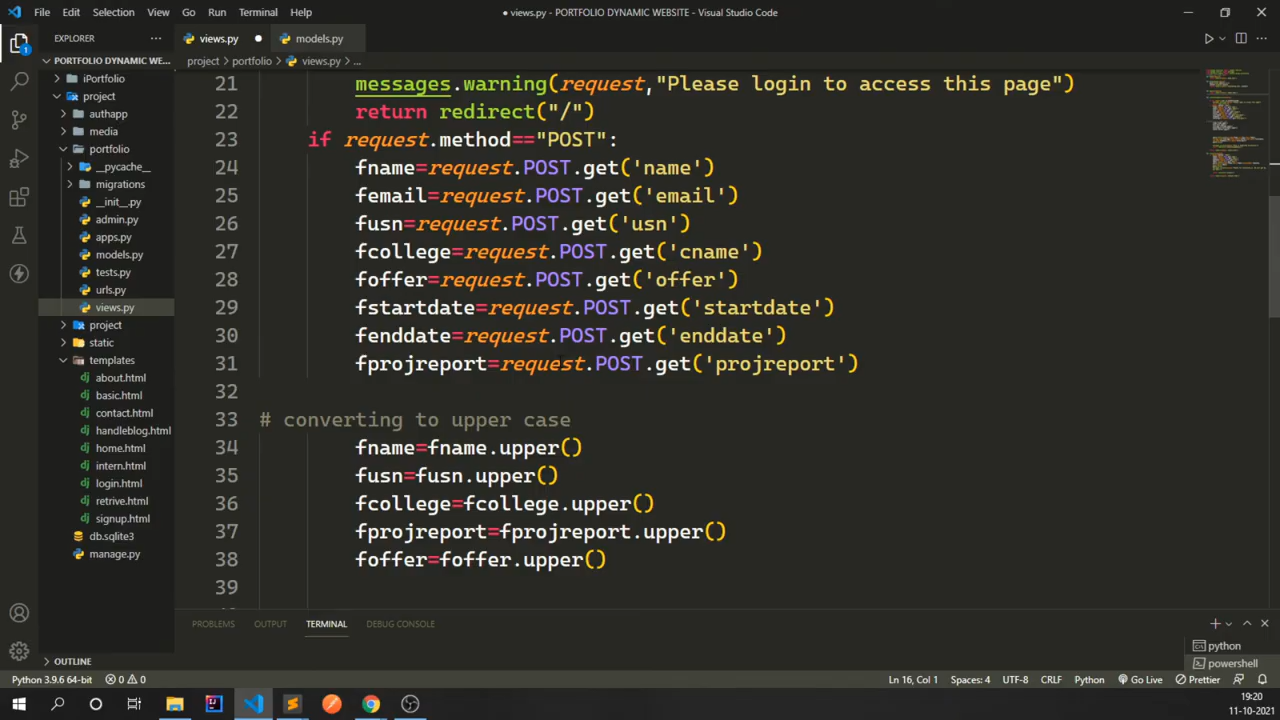 File Edit Selection View Go Run Terminal Help
● views.py - PORTFOLIO DYNAMIC WEBSITE - Visual Studio Code
EXPLORER
views.py
models.py
PORTFOLIO DYNAMIC WE...
project > portfolio > views.py > ...
iPortfolio
project
authapp
media
portfolio
__pycache__
migrations
__init__.py
admin.py
apps.py
models.py
tests.py
urls.py
views.py
project
static
templates
about.html
basic.html
contact.html
handleblog.html
home.html
intern.html
login.html
retrive.html
signup.html
db.sqlite3
manage.py
OUTLINE
21 messages.warning(request,"Please login to access this page")
22 return redirect("/")
23 if request.method=="POST":
24 fname=request.POST.get('name')
25 femail=request.POST.get('email')
26 fusn=request.POST.get('usn')
27 fcollege=request.POST.get('cname')
28 foffer=request.POST.get('offer')
29 fstartdate=request.POST.get('startdate')
30 fenddate=request.POST.get('enddate')
31 fprojreport=request.POST.get('projreport')
32
33 # converting to upper case
34 fname=fname.upper()
35 fusn=fusn.upper()
36 fcollege=fcollege.upper()
37 fprojreport=fprojreport.upper()
38 foffer=foffer.upper()
39
PROBLEMS OUTPUT TERMINAL DEBUG CONSOLE
python
powershell
Python 3.9.6 64-bit 0 0 Ln 16, Col 1 Spaces: 4 UTF-8 CRLF Python Go Live Prettier
19:20
11-10-2021